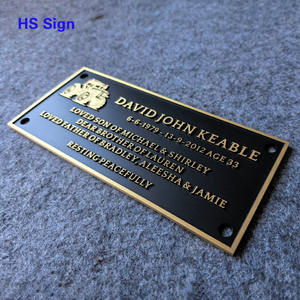 HS Sign
DAVID JOHN KEABLE
6-6-1979 - 13-9-2012 AGE 33
LOVED SON OF MICHAEL & SHIRLEY
DEAR BROTHER OF LAUREN
LOVED FATHER OF BRADLEY, ALEESHA & JAMIE
RESTING PEACEFULLY